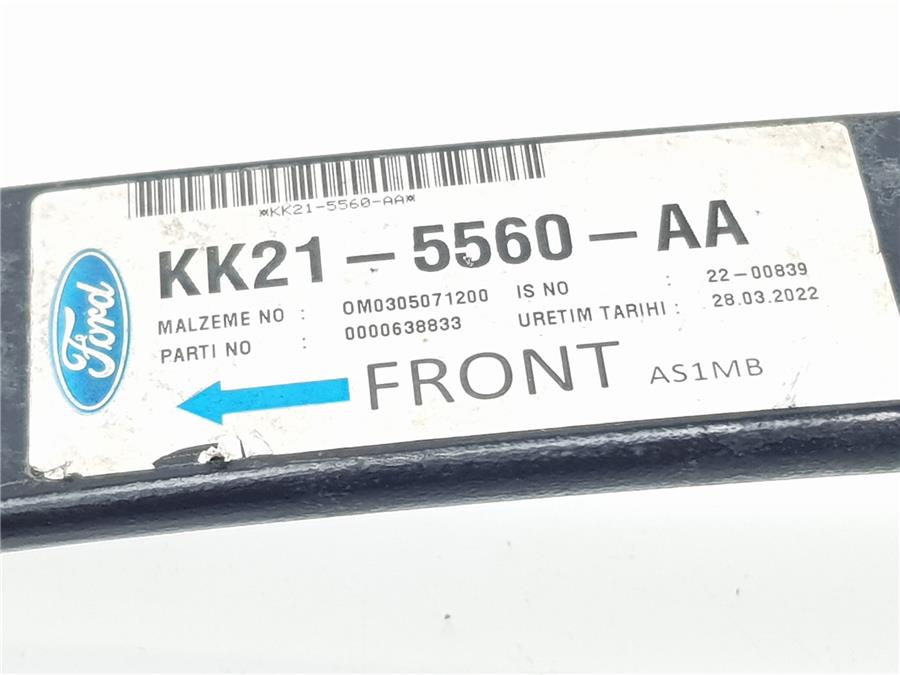 *KK21-5560-AA*
KK21-5560-AA
Ford
MALZEME NO : 0M0305071200 IS NO : 22-00839
PARTI NO : 0000638833 URETIM TARIHI : 28.03.2022
FRONT AS1MB